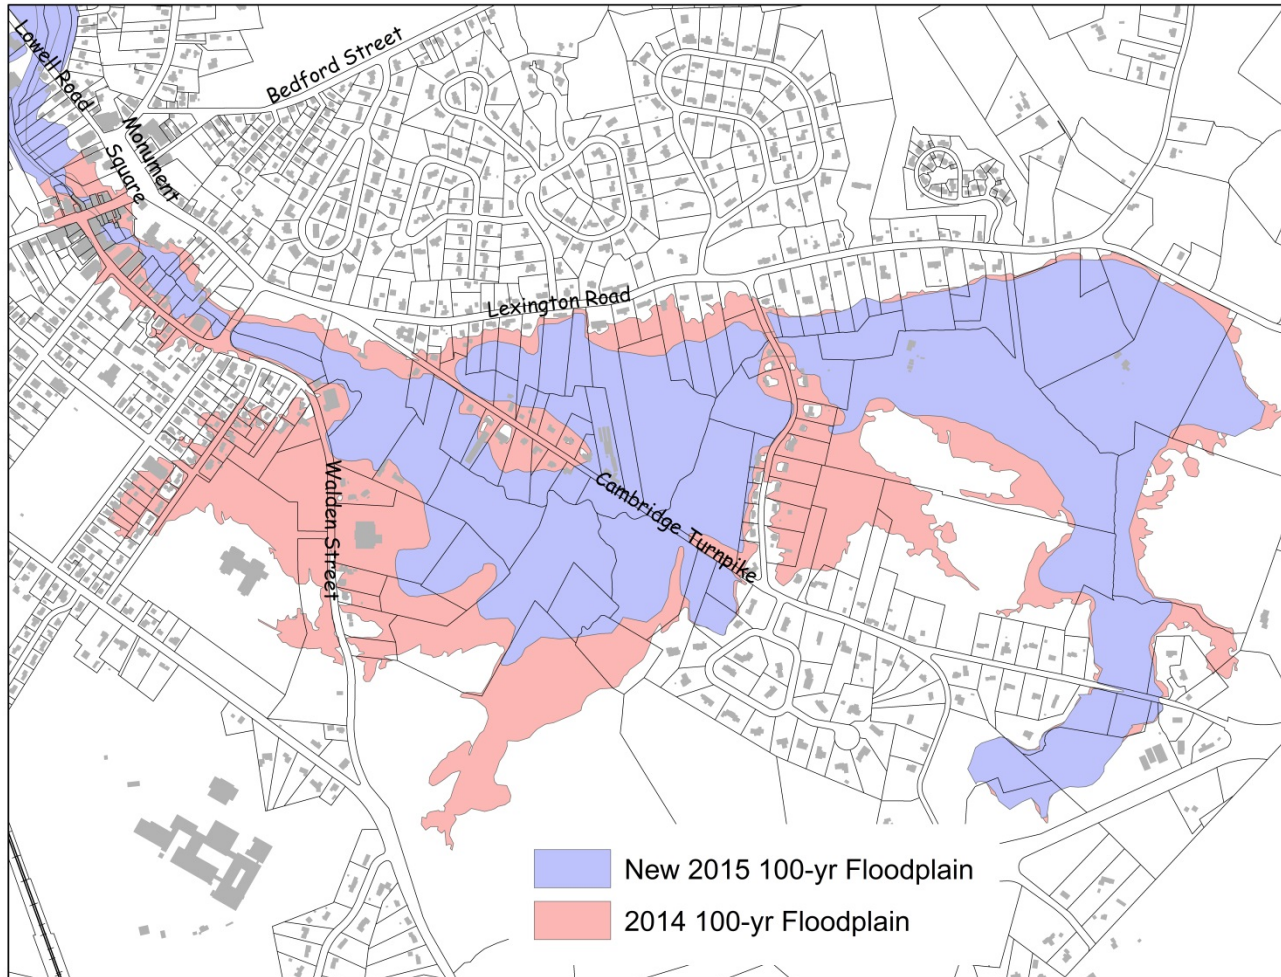 Lowell Road
Bedford Street
Monument
Square
Lexington Road
Walden Street
Cambridge Turnpike
New 2015 100-yr Floodplain
2014 100-yr Floodplain